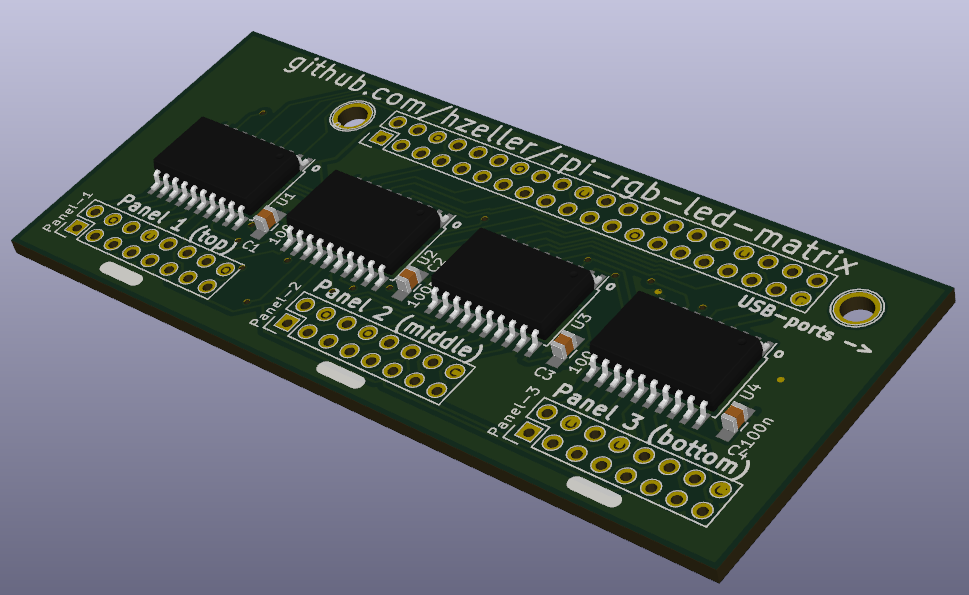 github.com/hzeller/rpi-rgb-led-matrix
USB-ports ->
U1
C1
U2
U3
C3
100
U4
C4
100n
Panel-1
Panel 1 (top)
Panel-2
Panel 2 (middle)
Panel-3
Panel 3 (bottom)